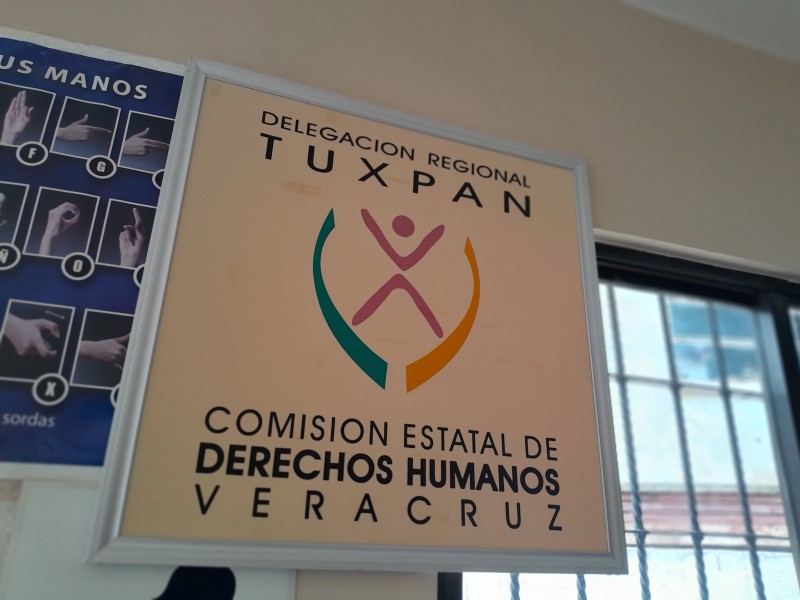 US MANOS
F
G
Ñ
O
X
sordas
DELEGACION REGIONAL
TUXPAN
COMISION ESTATAL DE
DERECHOS HUMANOS
VERACRUZ